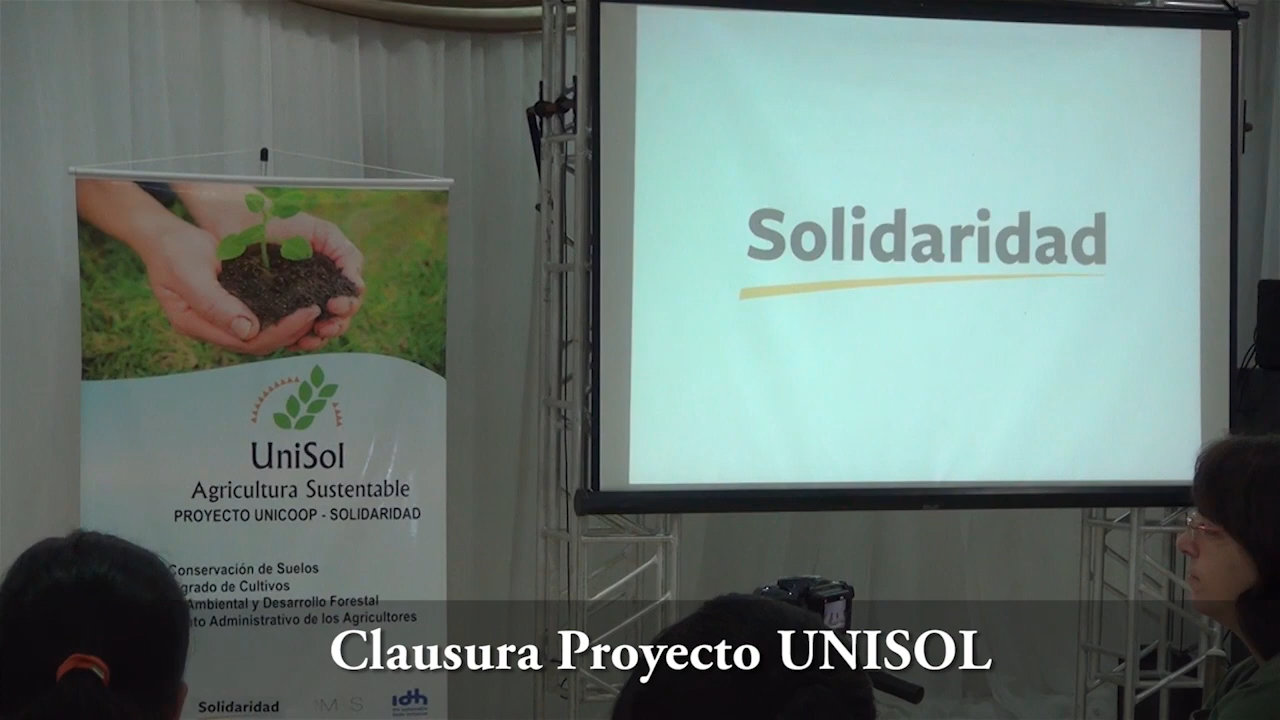 Solidaridad
UniSol
Agricultura Sustentable
PROYECTO UNICOOP - SOLIDARIDAD
Conservación de Suelos
grado de Cultivos
Ambiental y Desarrollo Forestal
nto Administrativo de los Agricultores
Clausura Proyecto UNISOL
Solidaridad
idh